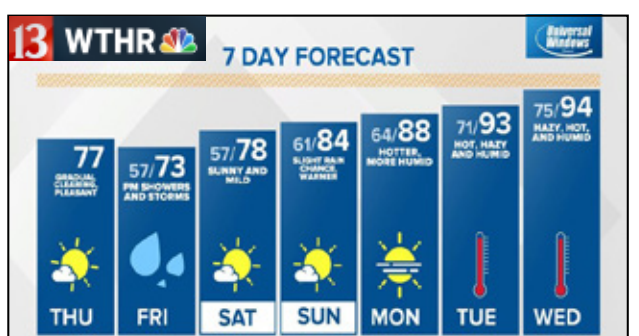 13 WTHR
Universal
Windows
7 DAY FORECAST
77
GRADUAL
CLEARING,
PLEASANT
THU
57/73
PM SHOWERS
AND STORMS
FRI
57/78
SUNNY AND
MILD
SAT
61/84
SLIGHT RAIN
CHANCE,
WARMER
SUN
64/88
HOTTER,
MORE HUMID
MON
71/93
HOT, HAZY
AND HUMID
TUE
75/94
HAZY, HOT,
AND HUMID
WED